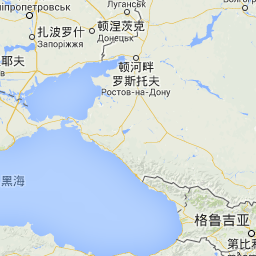 ніпропетровськ
Луганськ
扎波罗什
Запоріжжя
顿涅茨克
Донецьк
耶夫
顿河畔
罗斯托夫
Ростов-на-Дону
黑海
格鲁吉亚
第比利